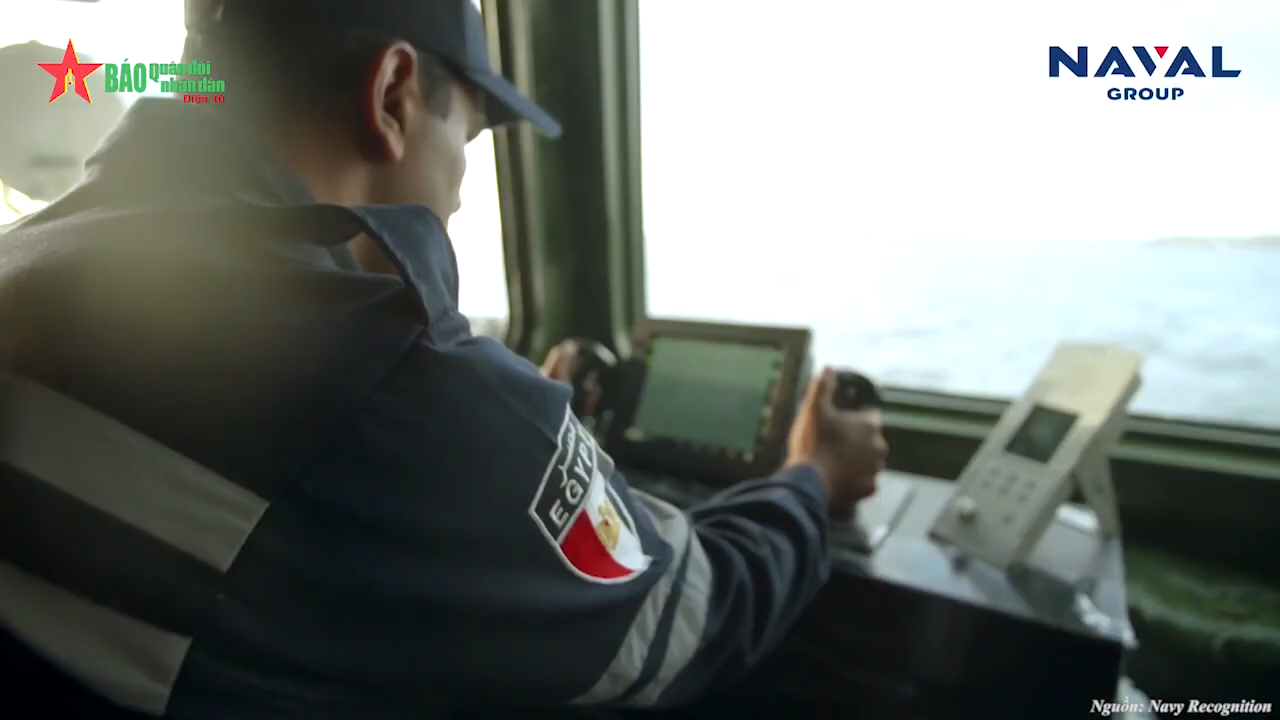 BÁO Quân đội
nhân dân
Điện tử
NAVAL
GROUP
EGYPT
Nguồn: Navy Recognition